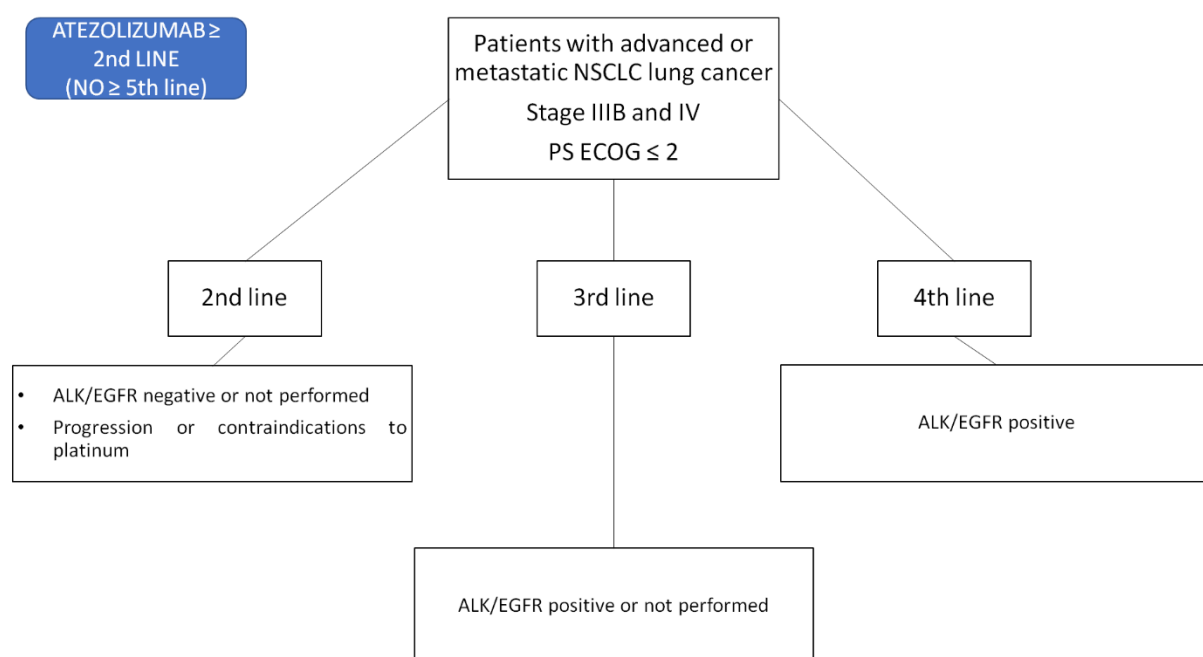 ATEZOLIZUMAB ≥
2nd LINE
(NO ≥ 5th line)
Patients with advanced or
metastatic NSCLC lung cancer
Stage IIIB and IV
PS ECOG ≤ 2
2nd line
3rd line
4th line
• ALK/EGFR negative or not performed
• Progression or contraindications to
platinum
ALK/EGFR positive
ALK/EGFR positive or not performed